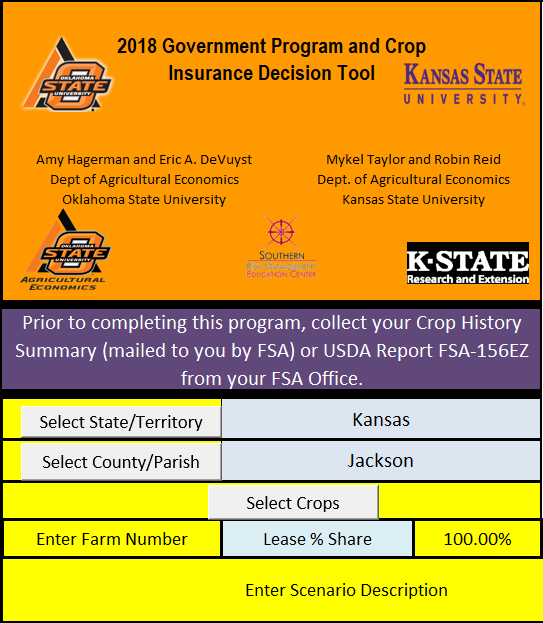 2018 Government Program and Crop
Insurance Decision Tool
OKLAHOMA
STATE
UNIVERSITY
KANSAS STATE
UNIVERSITY
Amy Hagerman and Eric A. DeVuyst
Dept of Agricultural Economics
Oklahoma State University
Mykel Taylor and Robin Reid
Dept. of Agricultural Economics
Kansas State University
OKLAHOMA
STATE
UNIVERSITY
AGRICULTURAL
ECONOMICS
SOUTHERN
RISK MANAGEMENT
EDUCATION CENTER
K-STATE
Research and Extension
Prior to completing this program, collect your Crop History
Summary (mailed to you by FSA) or USDA Report FSA-156EZ
from your FSA Office.
Select State/Territory Kansas
Select County/Parish Jackson
Select Crops
Enter Farm Number Lease % Share 100.00%
Enter Scenario Description